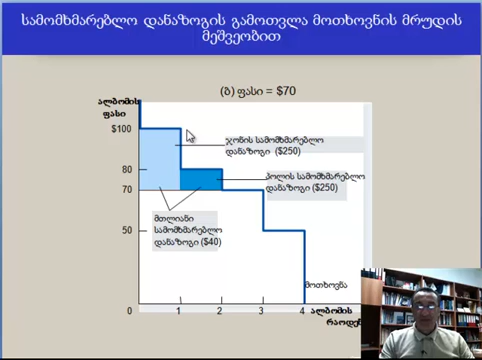 სამომხმარებლო დანაზოგის გამოთვლა მოთხოვნის მრუდის
მეშვეობით
(ბ) ფასი = $70
ალბომის
ფასი
$100
ჯონის სამომხმარებლო
დანაზოგი ($250)
80
პოლის სამომხმარებლო
დანაზოგი ($250)
70
მთლიანი
სამომხმარებლო
დანაზოგი ($40)
50
მოთხოვნა
0
1
2
3
4
ალბომის
რაოდენ